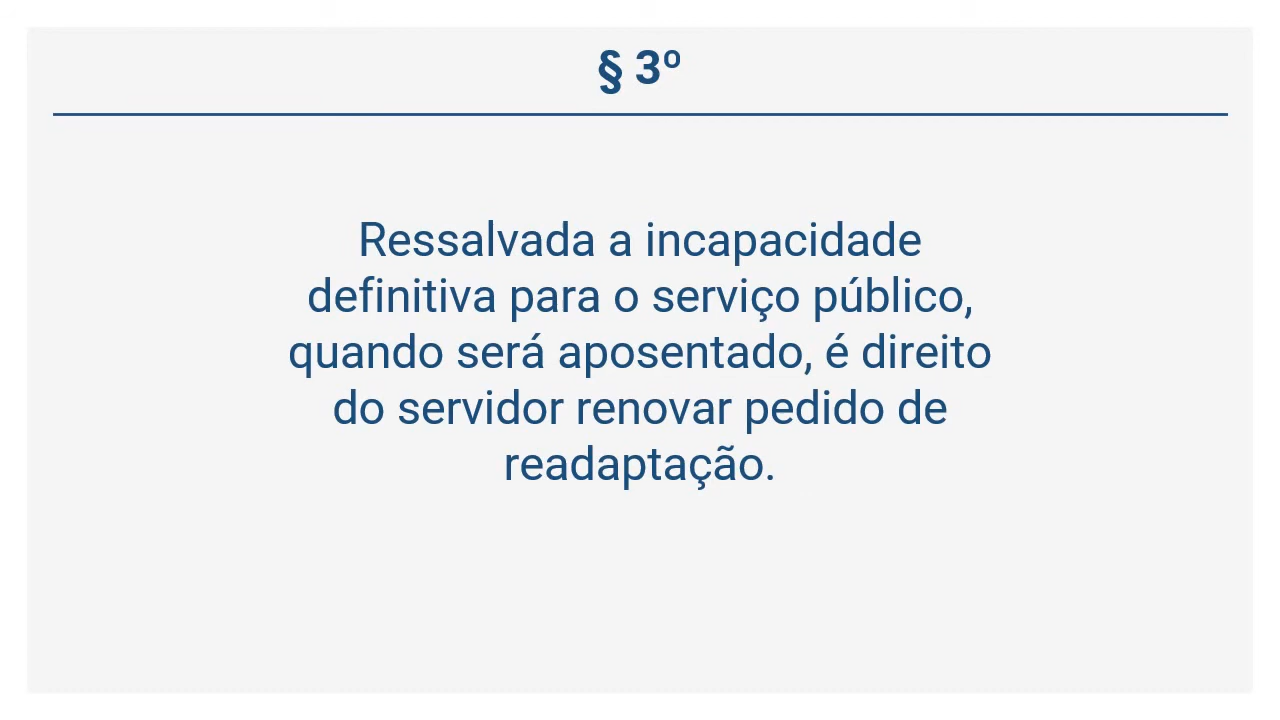 § 3º
Ressalvada a incapacidade
definitiva para o serviço público,
quando será aposentado, é direito
do servidor renovar pedido de
readaptação.